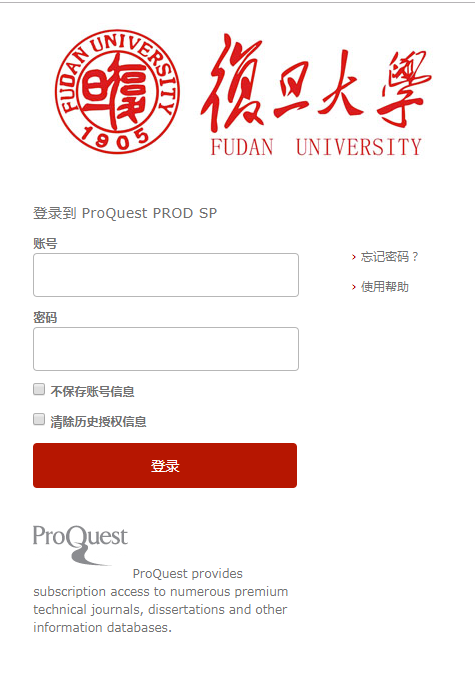 FUDAN UNIVERSITY
1905
復旦大學
FUDAN UNIVERSITY
登录到 ProQuest PROD SP
账号
忘记密码？
使用帮助
密码
不保存账号信息
清除历史授权信息
登录
ProQuest
ProQuest provides
subscription access to numerous premium
technical journals, dissertations and other
information databases.